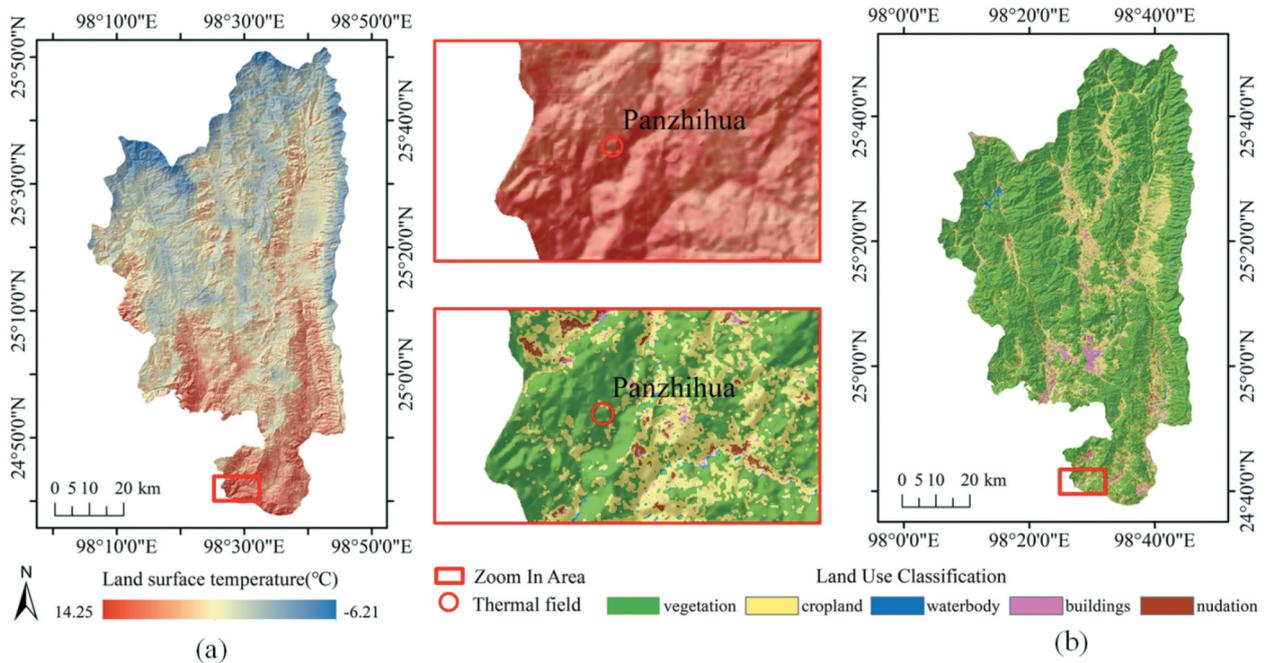 98°10'0"E 98°30'0"E 98°50'0"E
25°50'0"N
25°30'0"N
25°10'0"N
24°50'0"N
0 5 10 20 km
98°10'0"E 98°30'0"E 98°50'0"E
N
Land surface temperature(°C)
14.25 -6.21
(a)
25°40'0"N
25°20'0"N
25°0'0"N
Panzhihua
Panzhihua
98°0'0"E 98°20'0"E 98°40'0"E
25°30'0"N
25°10'0"N
24°50'0"N
25°40'0"N
25°20'0"N
25°0'0"N
24°40'0"N
0 5 10 20 km
98°0'0"E 98°20'0"E 98°40'0"E
Zoom In Area
Thermal field
Land Use Classification
vegetation cropland waterbody buildings nudation
(b)